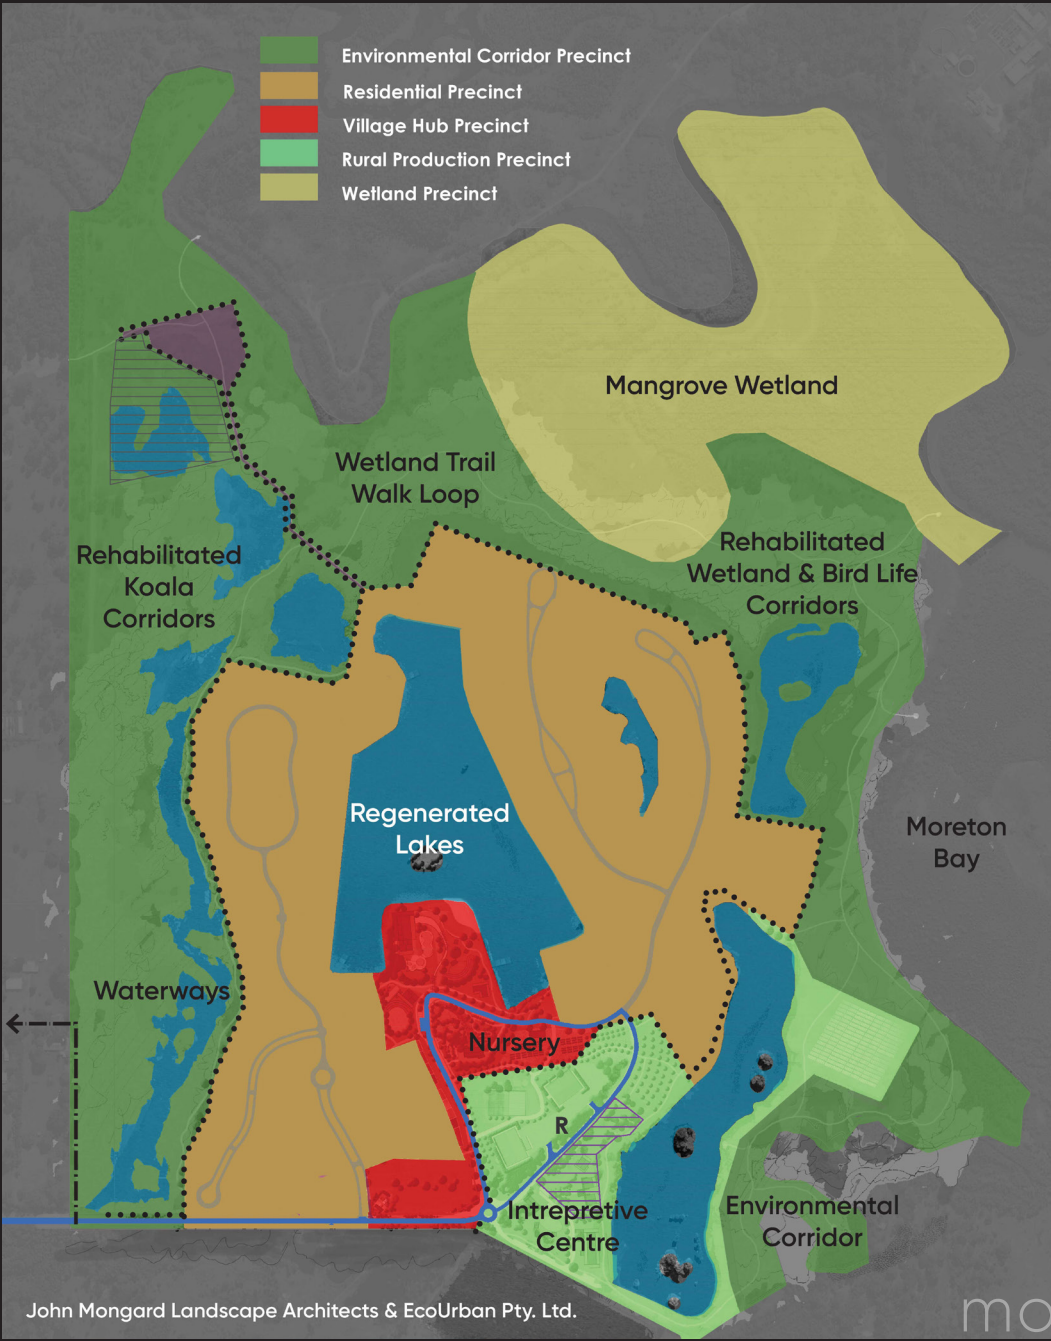 Environmental Corridor Precinct
Residential Precinct
Village Hub Precinct
Rural Production Precinct
Wetland Precinct
Mangrove Wetland
Wetland Trail
Walk Loop
Rehabilitated
Koala
Corridors
Rehabilitated
Wetland & Bird Life
Corridors
Regenerated
Lakes
Moreton
Bay
Waterways
Nursery
R
Intrepretive
Centre
Environmental
Corridor
John Mongard Landscape Architects & EcoUrban Pty. Ltd.
mo